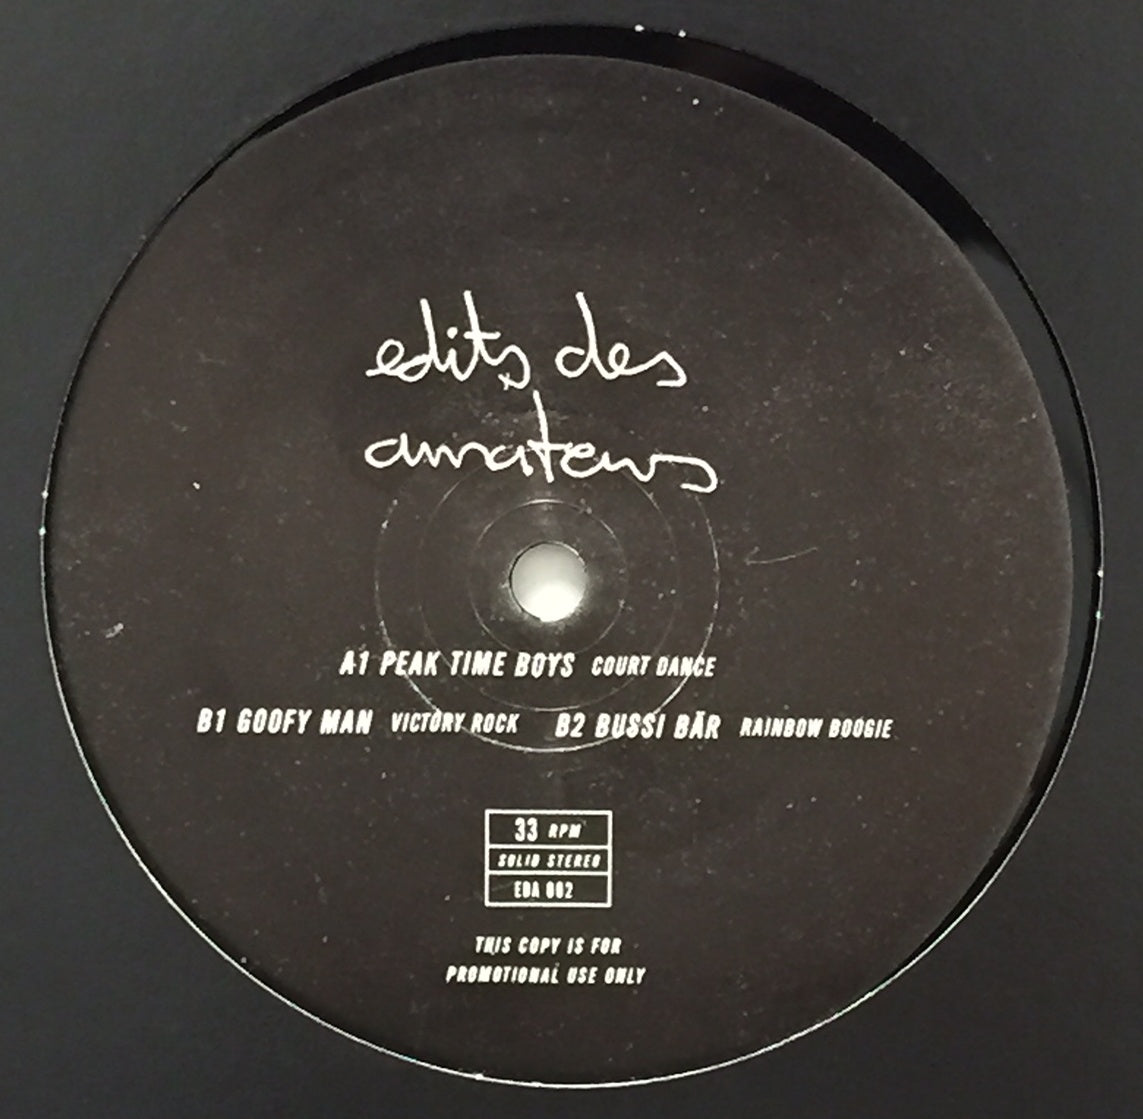 edits des
amateurs
A1 PEAK TIME BOYS COURT DANCE
B1 GOOFY MAN VICTORY ROCK B2 BUSSI BÄR RAINBOW BOOGIE
33 RPM
SOLID STEREO
EDA 002
THIS COPY IS FOR
PROMOTIONAL USE ONLY